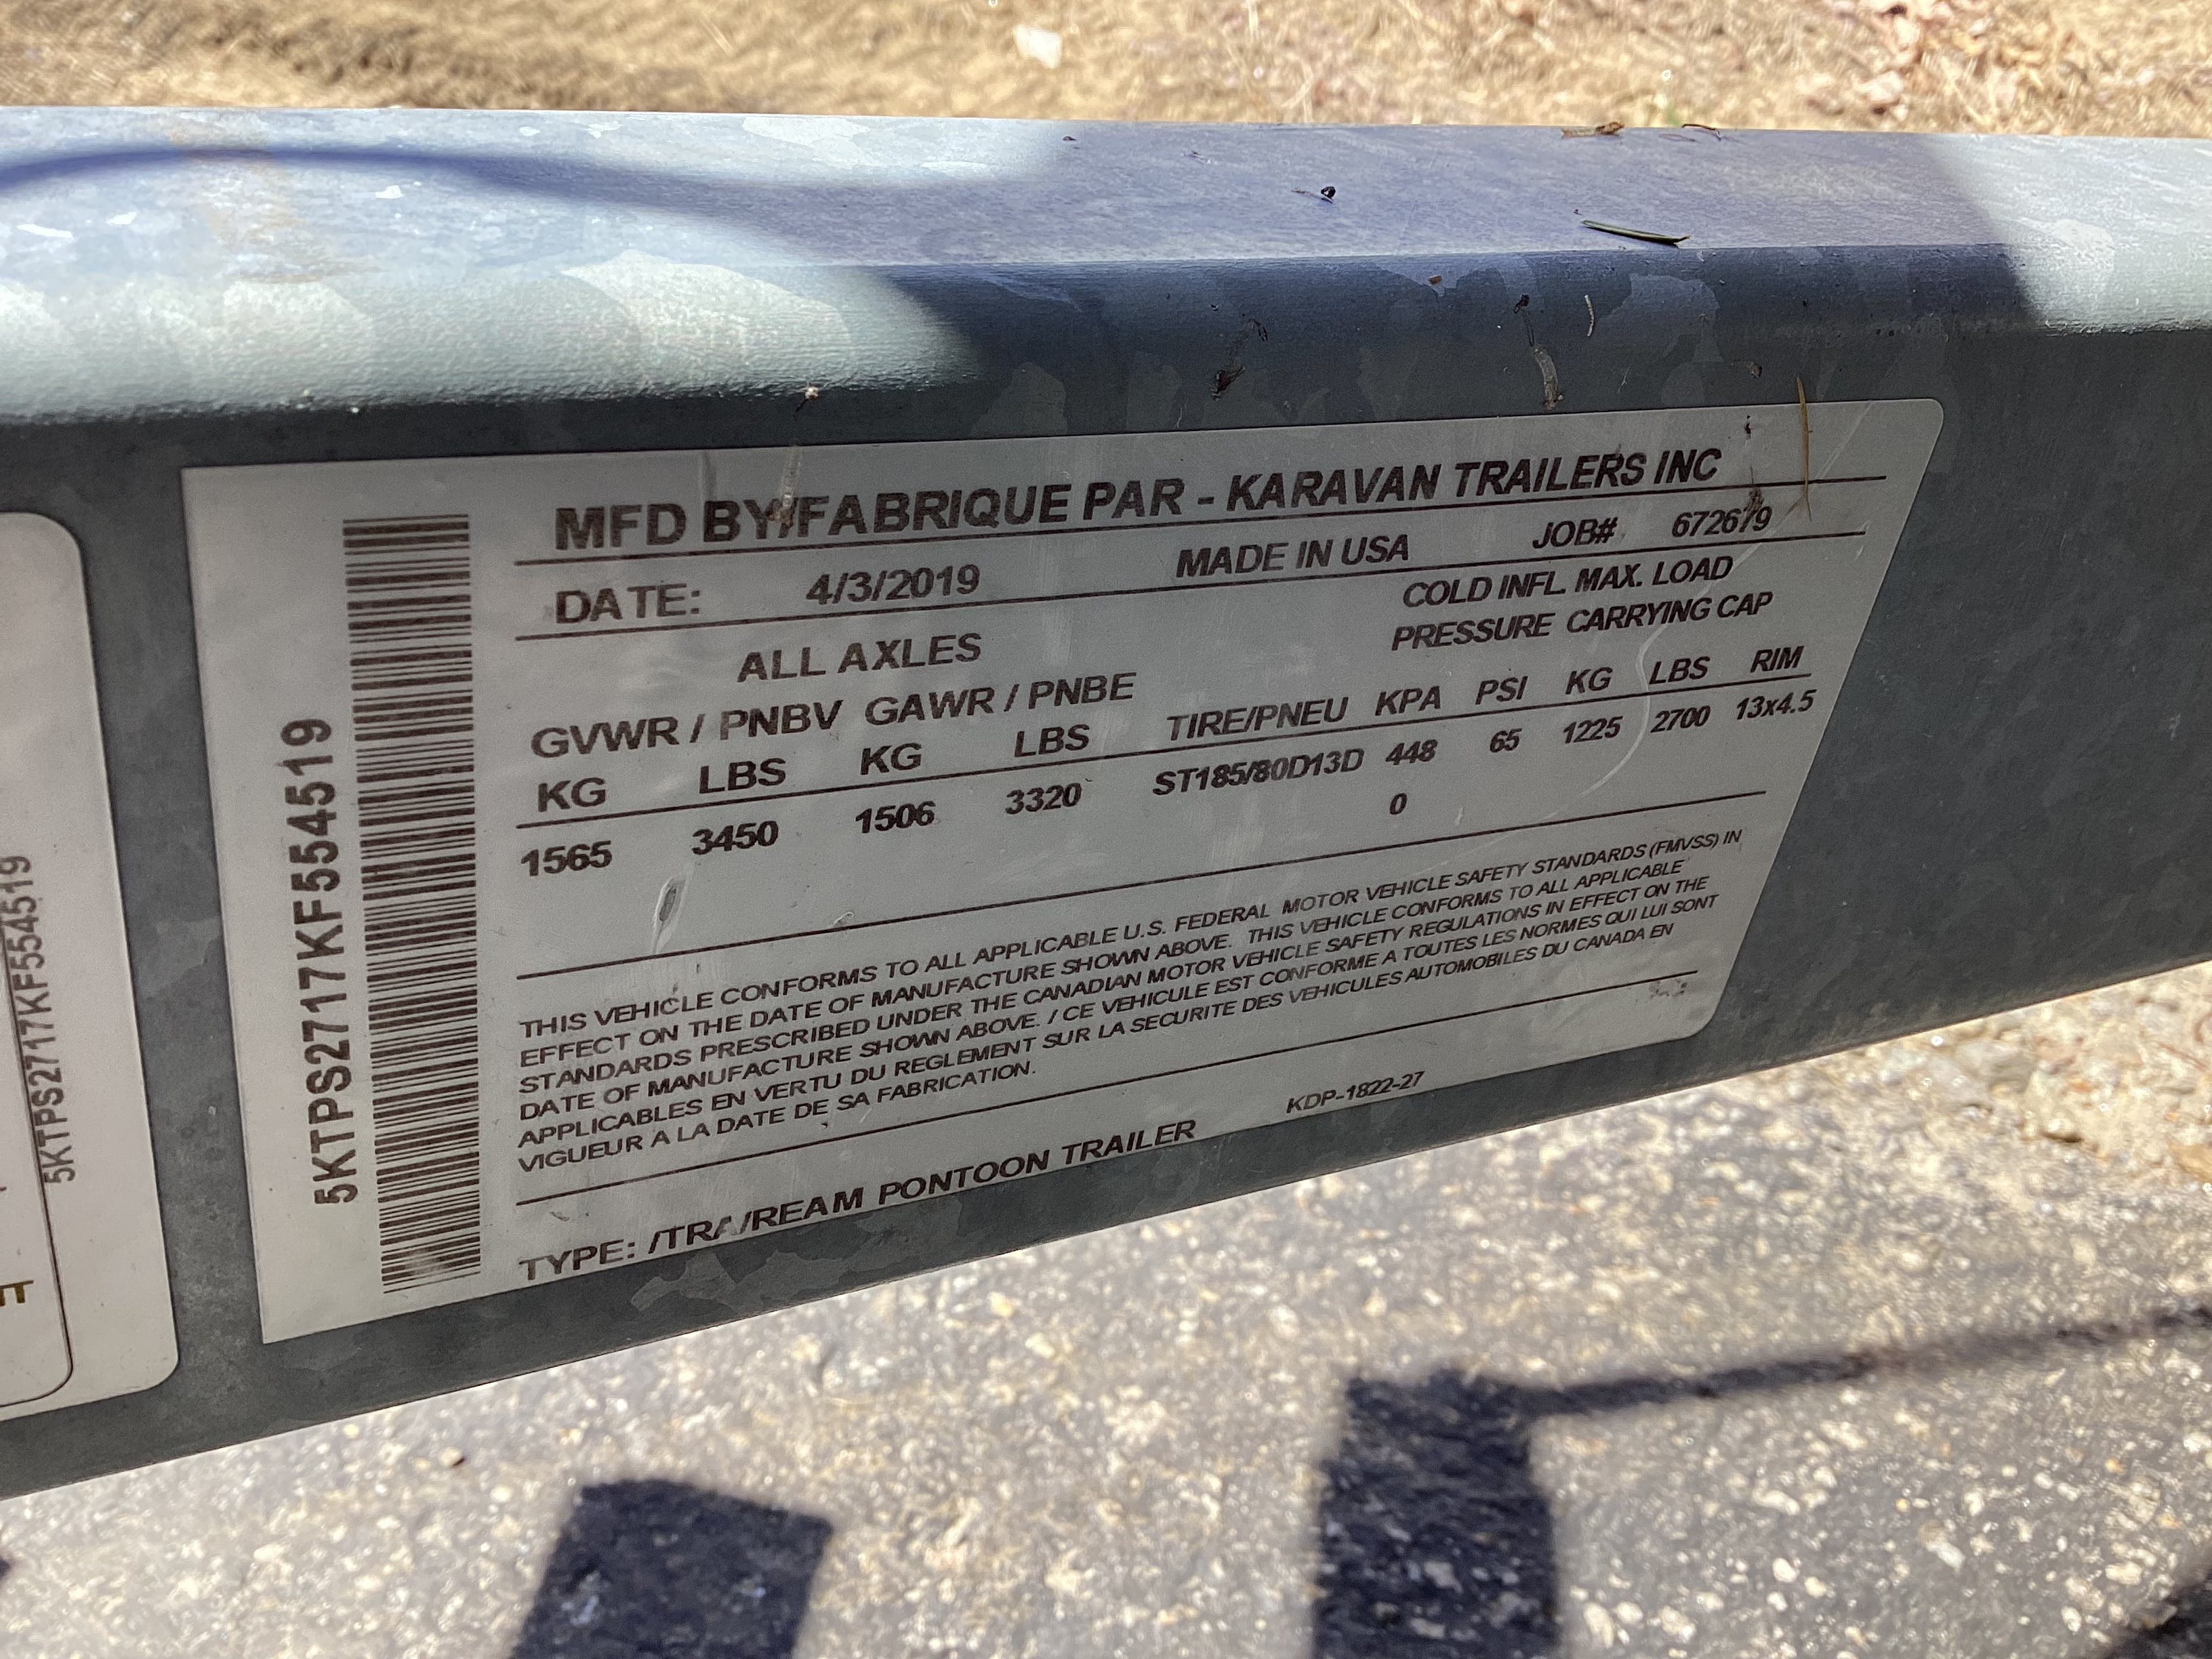 MFD BY/FABRIQUE PAR - KARAVAN TRAILERS INC
DATE: 4/3/2019 MADE IN USA JOB# 672679
ALL AXLES COLD INFL. MAX. LOAD
PRESSURE CARRYING CAP
GVWR / PNBV GAWR / PNBE TIRE/PNEU KPA PSI KG LBS RIM
KG LBS KG LBS
1565 3450 1506 3320 ST185/80D13D 448 65 1225 2700 13x4.5
0
THIS VEHICLE CONFORMS TO ALL APPLICABLE U.S. FEDERAL MOTOR VEHICLE SAFETY STANDARDS (FMVSS) IN
EFFECT ON THE DATE OF MANUFACTURE SHOWN ABOVE. THIS VEHICLE CONFORMS TO ALL APPLICABLE
STANDARDS PRESCRIBED UNDER THE CANADIAN MOTOR VEHICLE SAFETY REGULATIONS IN EFFECT ON THE
DATE OF MANUFACTURE SHOWN ABOVE. / CE VEHICULE EST CONFORME A TOUTES LES NORMES QUI LUI SONT
APPLICABLES EN VERTU DU REGLEMENT SUR LA SECURITE DES VEHICULES AUTOMOBILES DU CANADA EN
VIGUEUR A LA DATE DE SA FABRICATION.
TYPE: /TRA/REAM PONTOON TRAILER KDP-1822-27
5KTPS2717KF554519
5KTPS2717KF554519